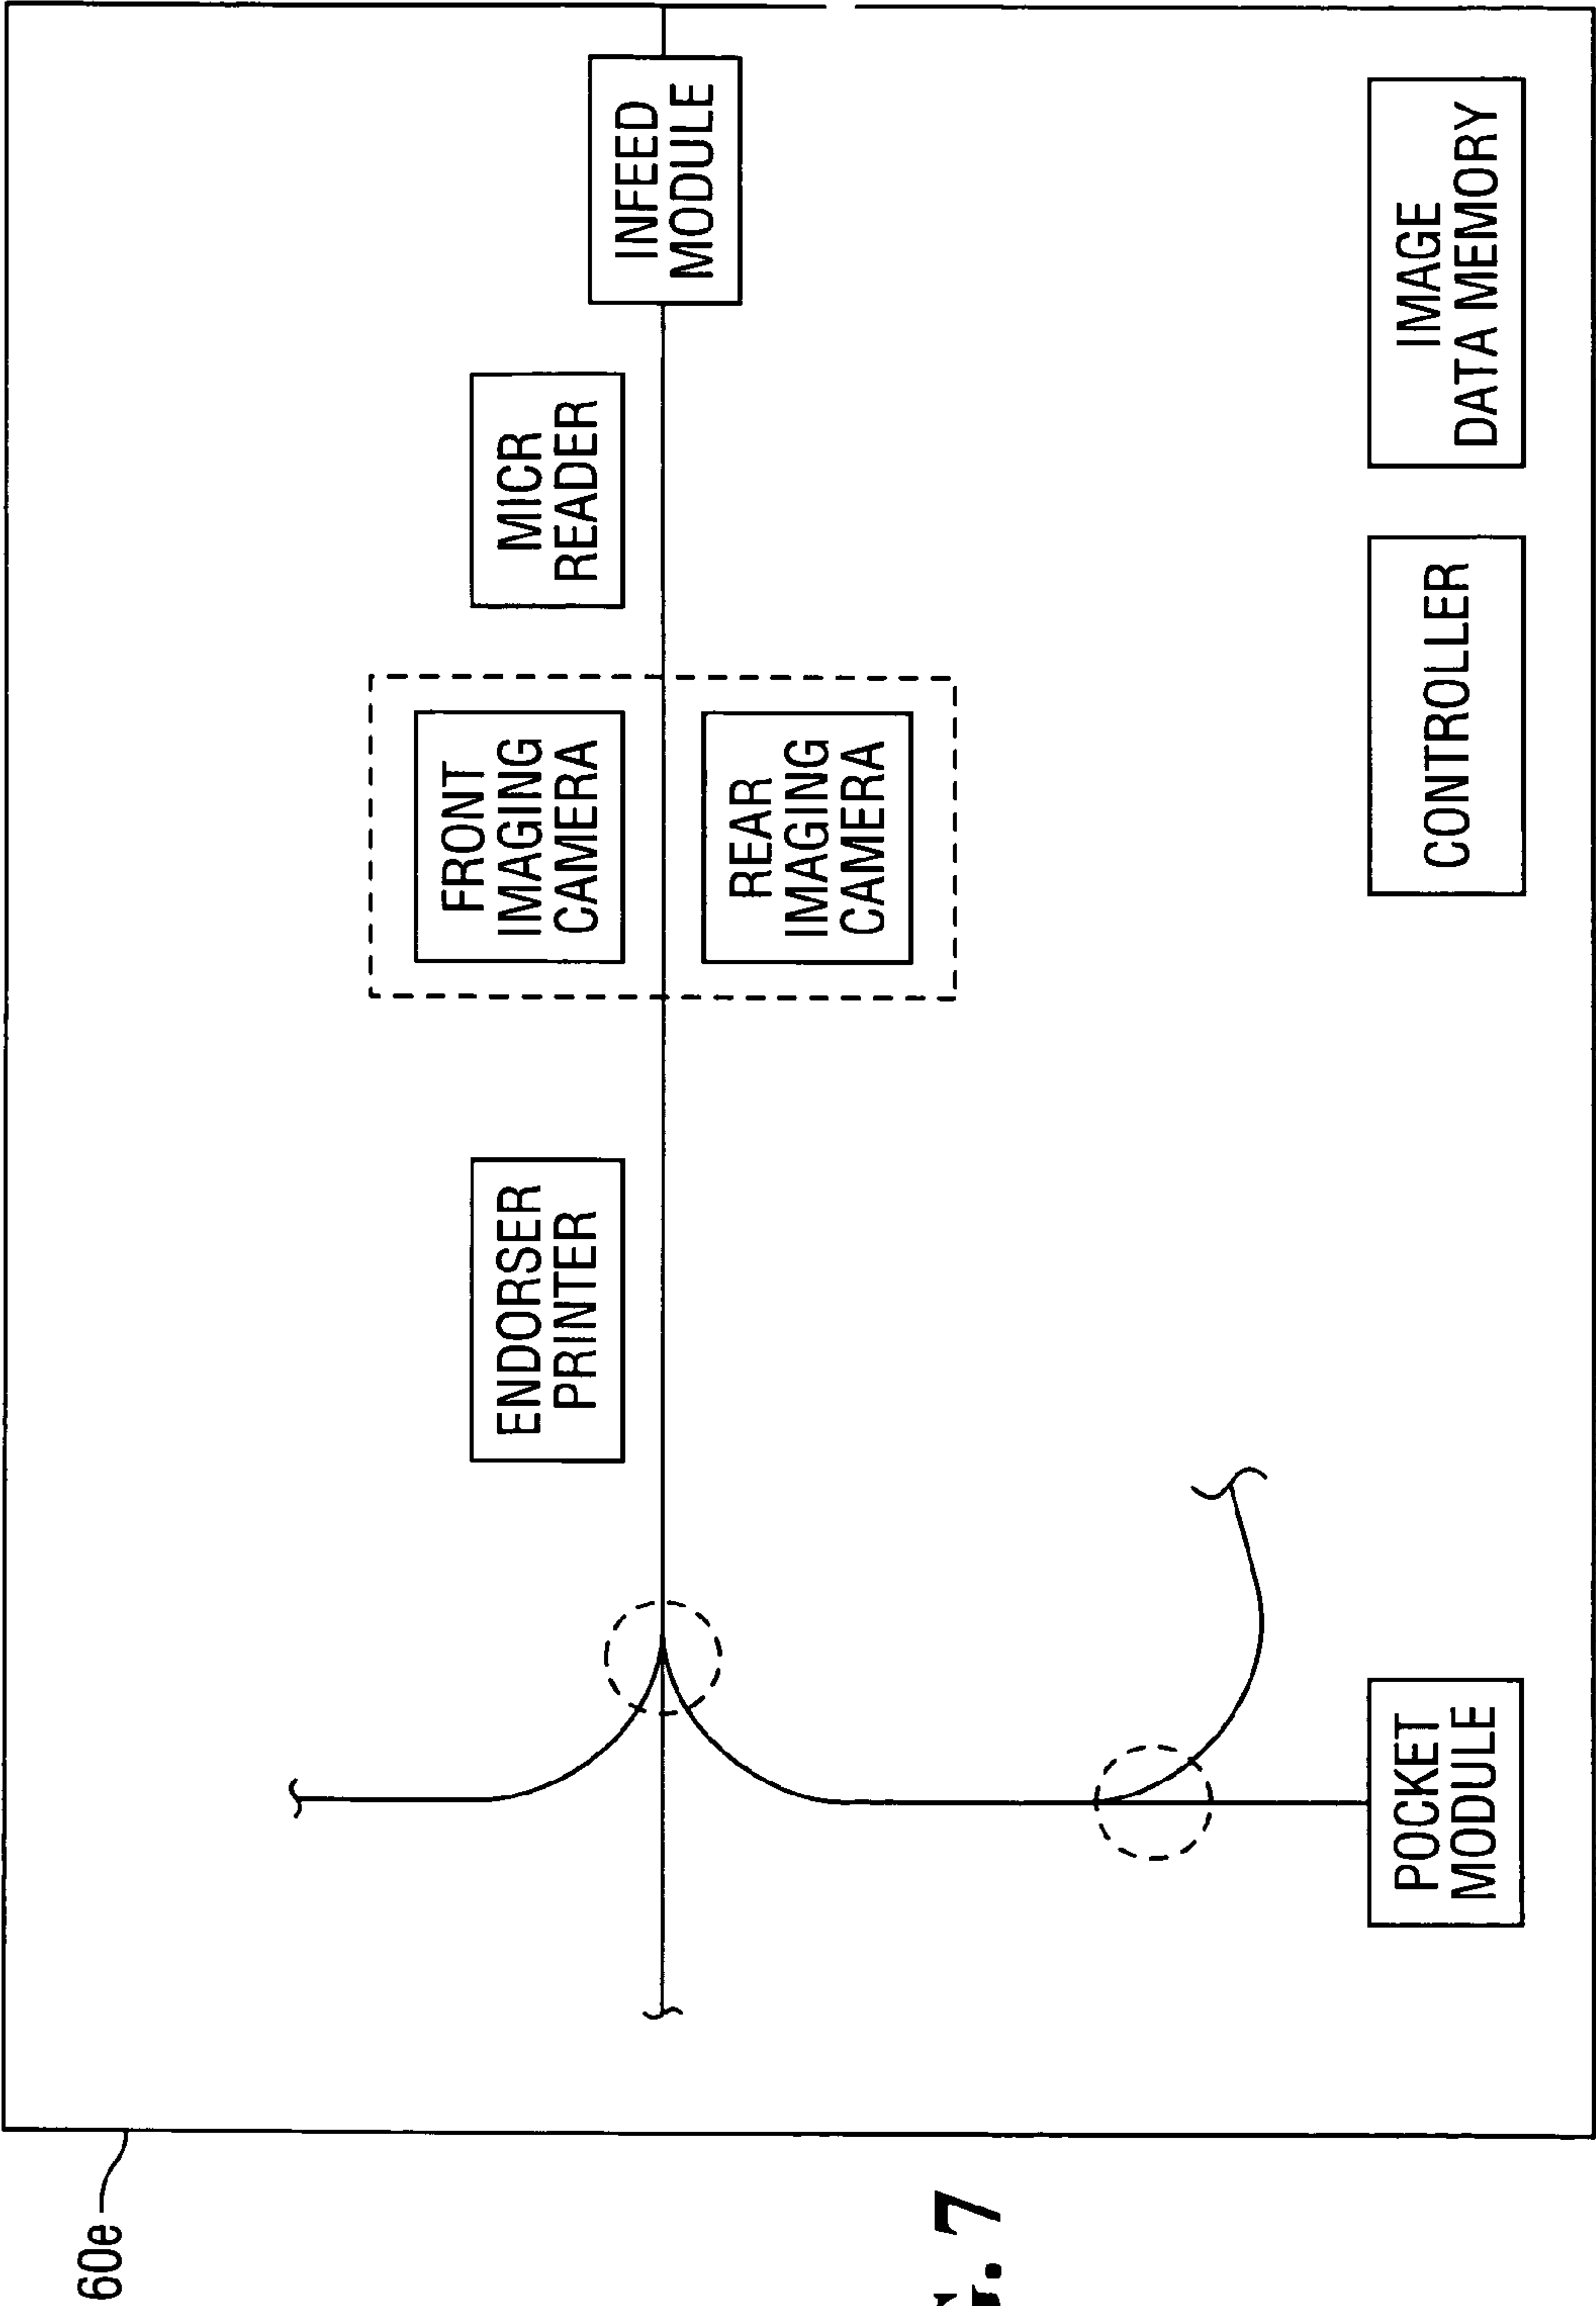 60e
ENDORSER
PRINTER
FRONT
IMAGING
CAMERA
MICR
READER
INFEED
MODULE
REAR
IMAGING
CAMERA
POCKET
MODULE
CONTROLLER
IMAGE
DATA MEMORY
7